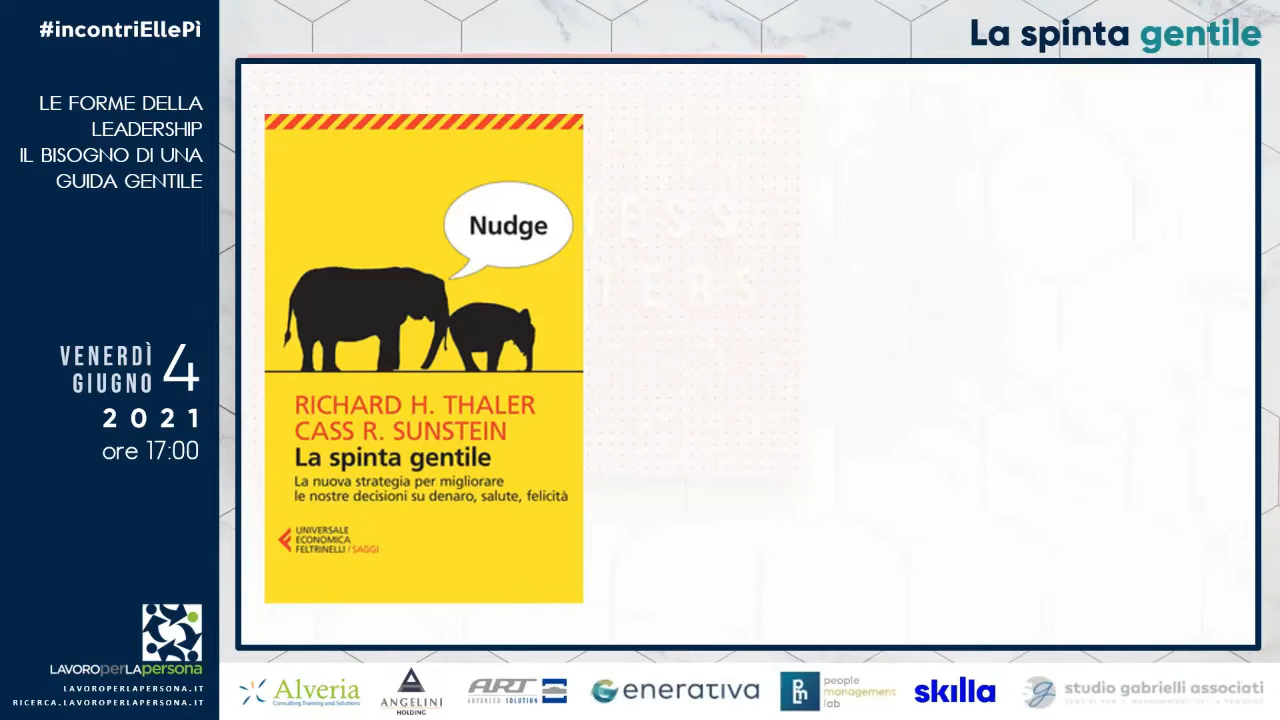 #incontriEllePì
LE FORME DELLA
LEADERSHIP
IL BISOGNO DI UNA
GUIDA GENTILE
VENERDÌ 4
GIUGNO
2021
ore 17:00
LAVOROperLApersona
LAVOROPERLAPERSONA.IT
RICERCA.LAVOROPERLAPERSONA.IT
La spinta gentile
Nudge
RICHARD H. THALER
CASS R. SUNSTEIN
La spinta gentile
La nuova strategia per migliorare
le nostre decisioni su denaro, salute, felicità
UNIVERSALE
ECONOMICA
FELTRINELLI / SAGGI
Alveria
Consulting Training and Solutions
ANGELINI
HOLDING
ART
ADVANCED SOLUTION
Generativa
people
management
lab
skilla
studio gabrielli associati